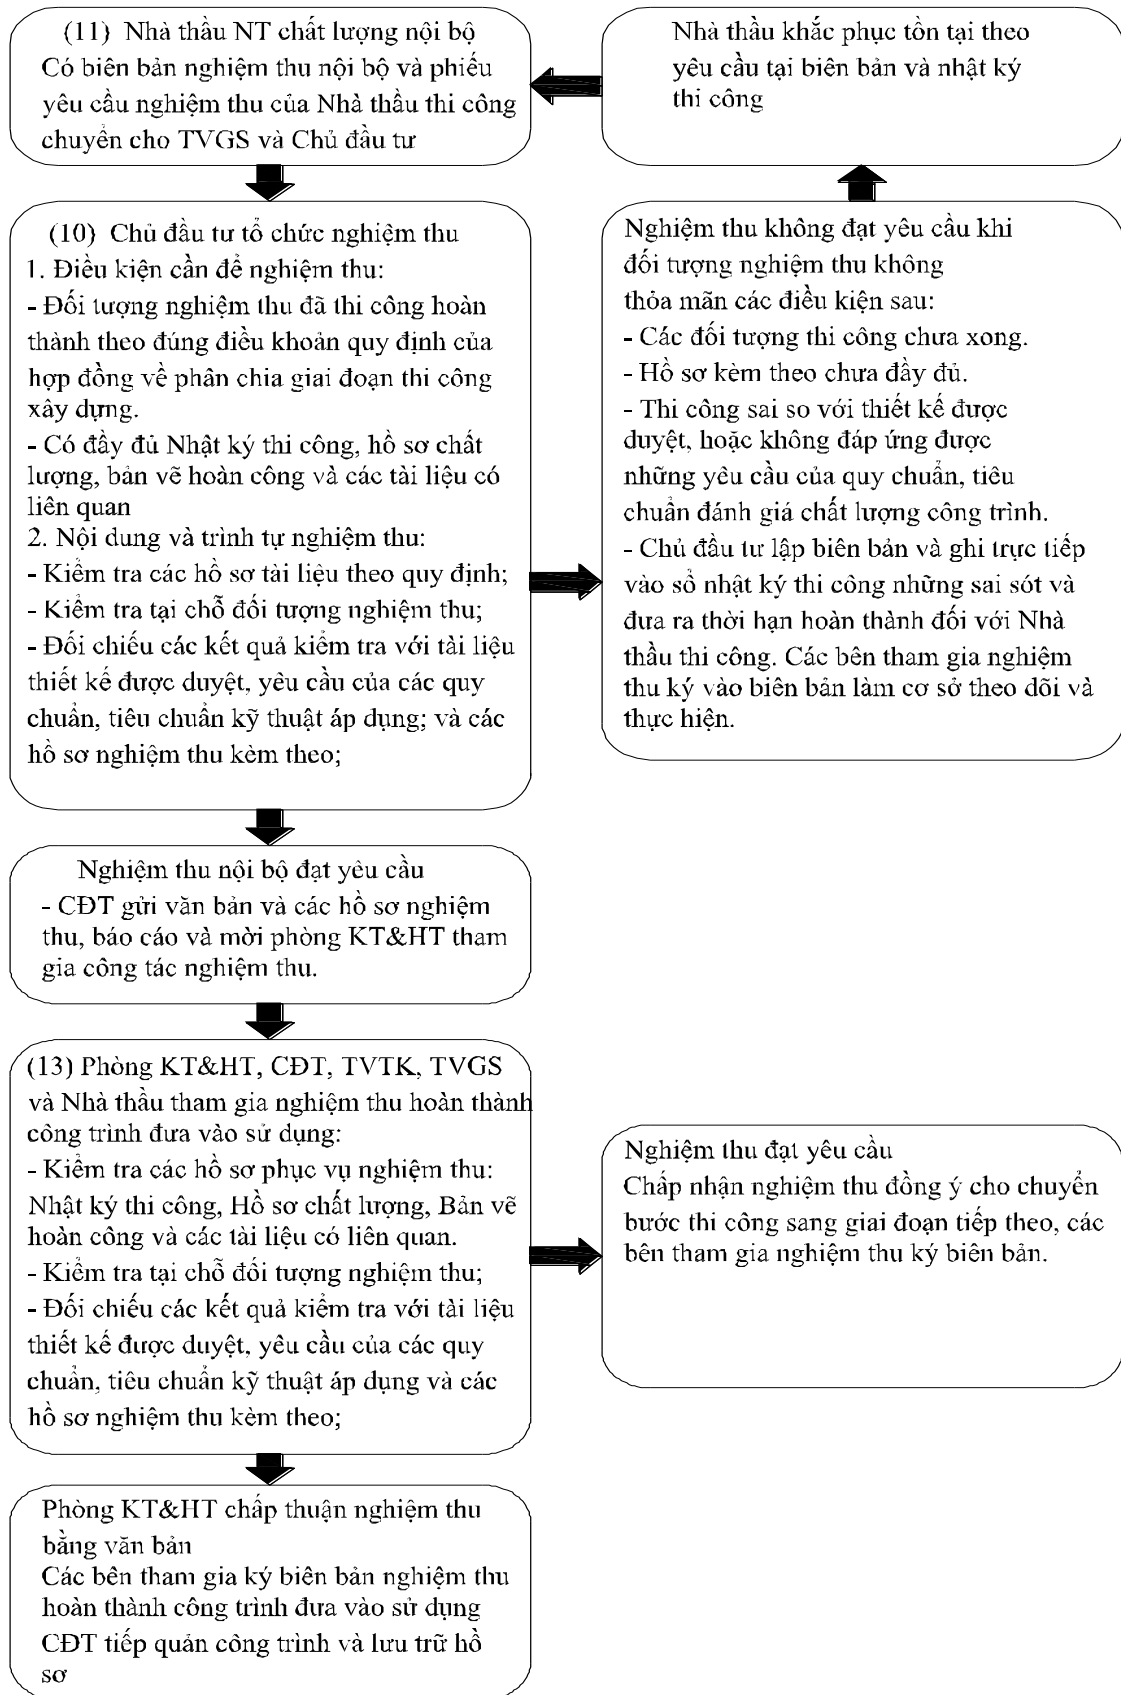 (11) Nhà thầu NT chất lượng nội bộ
Có biên bản nghiệm thu nội bộ và phiếu
yêu cầu nghiệm thu của Nhà thầu thi công
chuyển cho TVGS và Chủ đầu tư
Nhà thầu khắc phục tồn tại theo
yêu cầu tại biên bản và nhật ký
thi công
(10) Chủ đầu tư tổ chức nghiệm thu
1. Điều kiện cần để nghiệm thu:
- Đối tượng nghiệm thu đã thi công hoàn
thành theo đúng điều khoản quy định của
hợp đồng về phân chia giai đoạn thi công
xây dựng.
- Có đầy đủ Nhật ký thi công, hồ sơ chất
lượng, bản vẽ hoàn công và các tài liệu có
liên quan
2. Nội dung và trình tự nghiệm thu:
- Kiểm tra các hồ sơ tài liệu theo quy định;
- Kiểm tra tại chỗ đối tượng nghiệm thu;
- Đối chiếu các kết quả kiểm tra với tài liệu
thiết kế được duyệt, yêu cầu của các quy
chuẩn, tiêu chuẩn kỹ thuật áp dụng; và các
hồ sơ nghiệm thu kèm theo;
Nghiệm thu không đạt yêu cầu khi
đối tượng nghiệm thu không
thỏa mãn các điều kiện sau:
- Các đối tượng thi công chưa xong.
- Hồ sơ kèm theo chưa đầy đủ.
- Thi công sai so với thiết kế được
duyệt, hoặc không đáp ứng được
những yêu cầu của quy chuẩn, tiêu
chuẩn đánh giá chất lượng công trình.
- Chủ đầu tư lập biên bản và ghi trực tiếp
vào sổ nhật ký thi công những sai sót và
đưa ra thời hạn hoàn thành đối với Nhà
thầu thi công. Các bên tham gia nghiệm
thu ký vào biên bản làm cơ sở theo dõi và
thực hiện.
Nghiệm thu nội bộ đạt yêu cầu
- CĐT gửi văn bản và các hồ sơ nghiệm
thu, báo cáo và mời phòng KT&HT tham
gia công tác nghiệm thu.
(13) Phòng KT&HT, CĐT, TVTK, TVGS
và Nhà thầu tham gia nghiệm thu hoàn thành
công trình đưa vào sử dụng:
- Kiểm tra các hồ sơ phục vụ nghiệm thu:
Nhật ký thi công, Hồ sơ chất lượng, Bản vẽ
hoàn công và các tài liệu có liên quan.
- Kiểm tra tại chỗ đối tượng nghiệm thu;
- Đối chiếu các kết quả kiểm tra với tài liệu
thiết kế được duyệt, yêu cầu của các quy
chuẩn, tiêu chuẩn kỹ thuật áp dụng và các
hồ sơ nghiệm thu kèm theo;
Nghiệm thu đạt yêu cầu
Chấp nhận nghiệm thu đồng ý cho chuyển
bước thi công sang giai đoạn tiếp theo, các
bên tham gia nghiệm thu ký biên bản.
Phòng KT&HT chấp thuận nghiệm thu
bằng văn bản
Các bên tham gia ký biên bản nghiệm thu
hoàn thành công trình đưa vào sử dụng
CĐT tiếp quản công trình và lưu trữ hồ
sơ